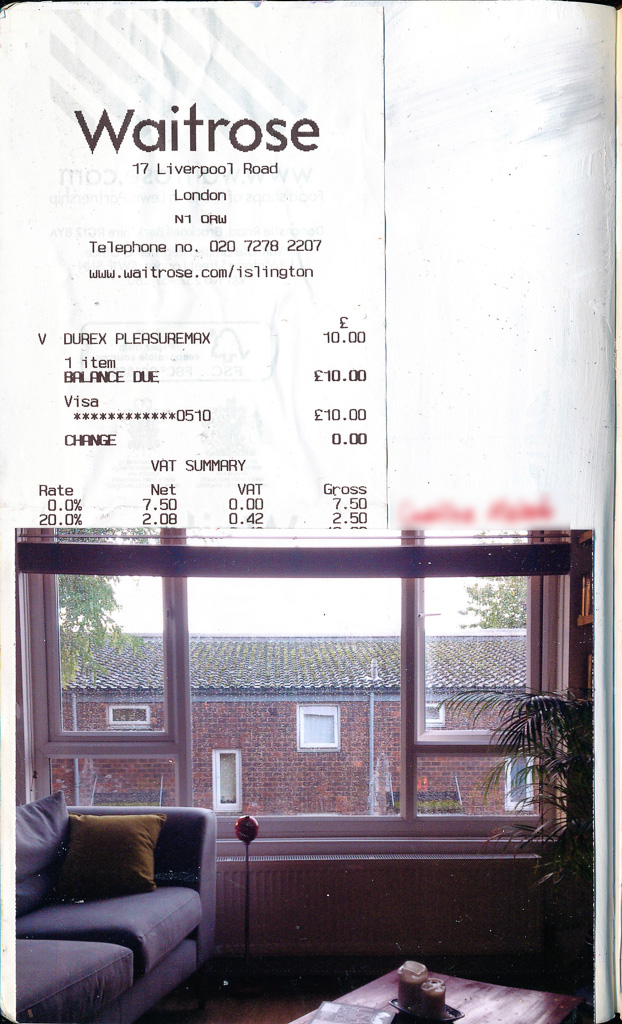 Waitrose
17 Liverpool Road
London
N1 0RW
Telephone no. 020 7278 2207
www.waitrose.com/islington
£
V DUREX PLEASUREMAX 10.00
1 item
BALANCE DUE £10.00
Visa
************0510 £10.00
CHANGE 0.00
VAT SUMMARY
Rate Net VAT Gross
0.0% 7.50 0.00 7.50
20.0% 2.08 0.42 2.50